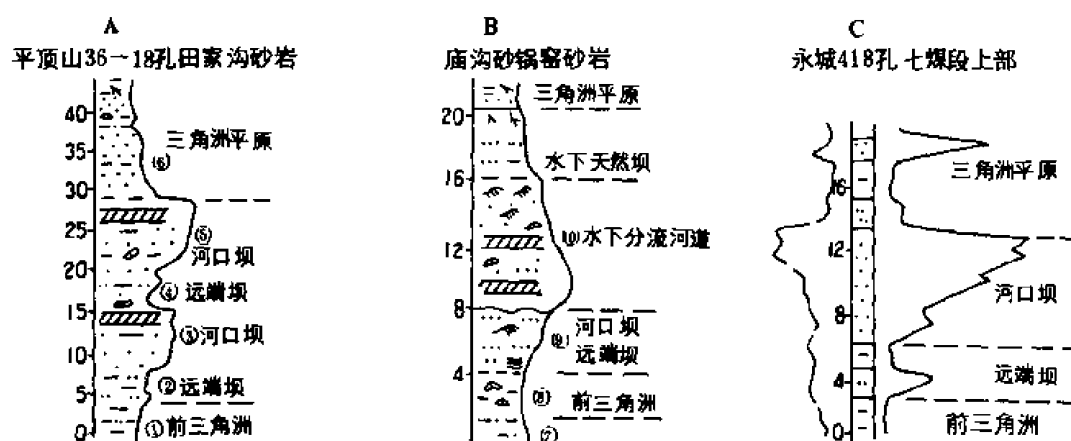 A
平顶山36~18孔田家沟砂岩
40
35
30
25
20
15
10
5
0
三角洲平原
⑥
⑤
河口坝
④远端坝
③河口坝
②远端坝
①前三角洲
B
庙沟砂锅窑砂岩
20
16
12
8
4
三角洲平原
水下天然坝
⑩水下分流河道
河口坝
⑨
远端坝
⑧
前三角洲
⑦
C
永城418孔七煤段上部
16
12
8
4
0
三角洲平原
河口坝
远端坝
前三角洲